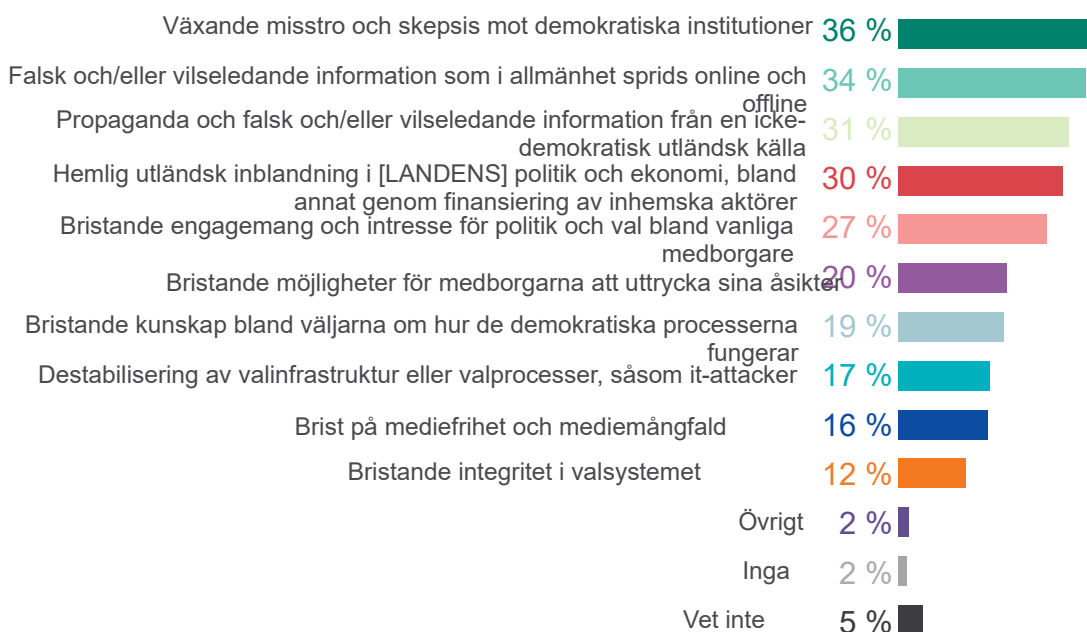 Växande misstro och skepsis mot demokratiska institutioner 36 %
Falsk och/eller vilseledande information som i allmänhet sprids online och
offline
34 %
Propaganda och falsk och/eller vilseledande information från en icke-
demokratisk utländsk källa
31 %
Hemlig utländsk inblandning i [LANDENS] politik och ekonomi, bland
annat genom finansiering av inhemska aktörer
30 %
Bristande engagemang och intresse för politik och val bland vanliga
medborgare
27 %
Bristande möjligheter för medborgarna att uttrycka sina åsikter 20 %
Bristande kunskap bland väljarna om hur de demokratiska processerna
fungerar
19 %
Destabilisering av valinfrastruktur eller valprocesser, såsom it-attacker 17 %
Brist på mediefrihet och mediemångfald 16 %
Bristande integritet i valsystemet 12 %
Övrigt 2 %
Inga 2 %
Vet inte 5 %